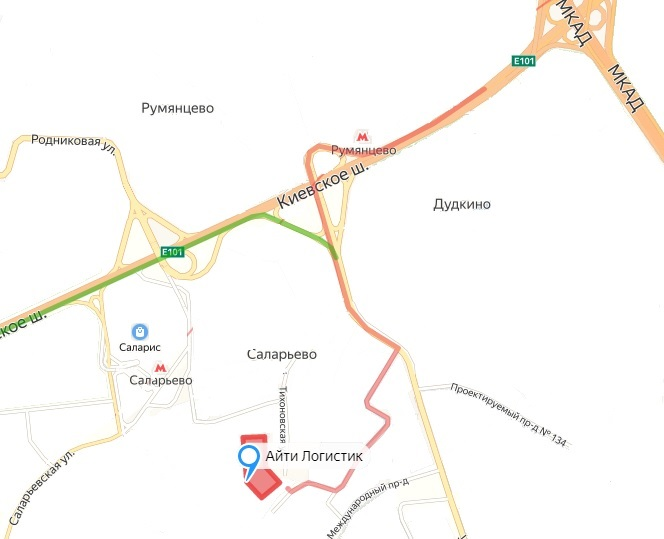 МКАД
E101
МКАД
Румянцево
Родниковая ул.
Румянцево
Киевское ш.
Дудкино
E101
ское ш.
Саларис
Саларьево
Саларьево
Тихоновская
Проектируемый пр-д № 134
Айти Логистик
Саларьевская ул.
Международный пр-д